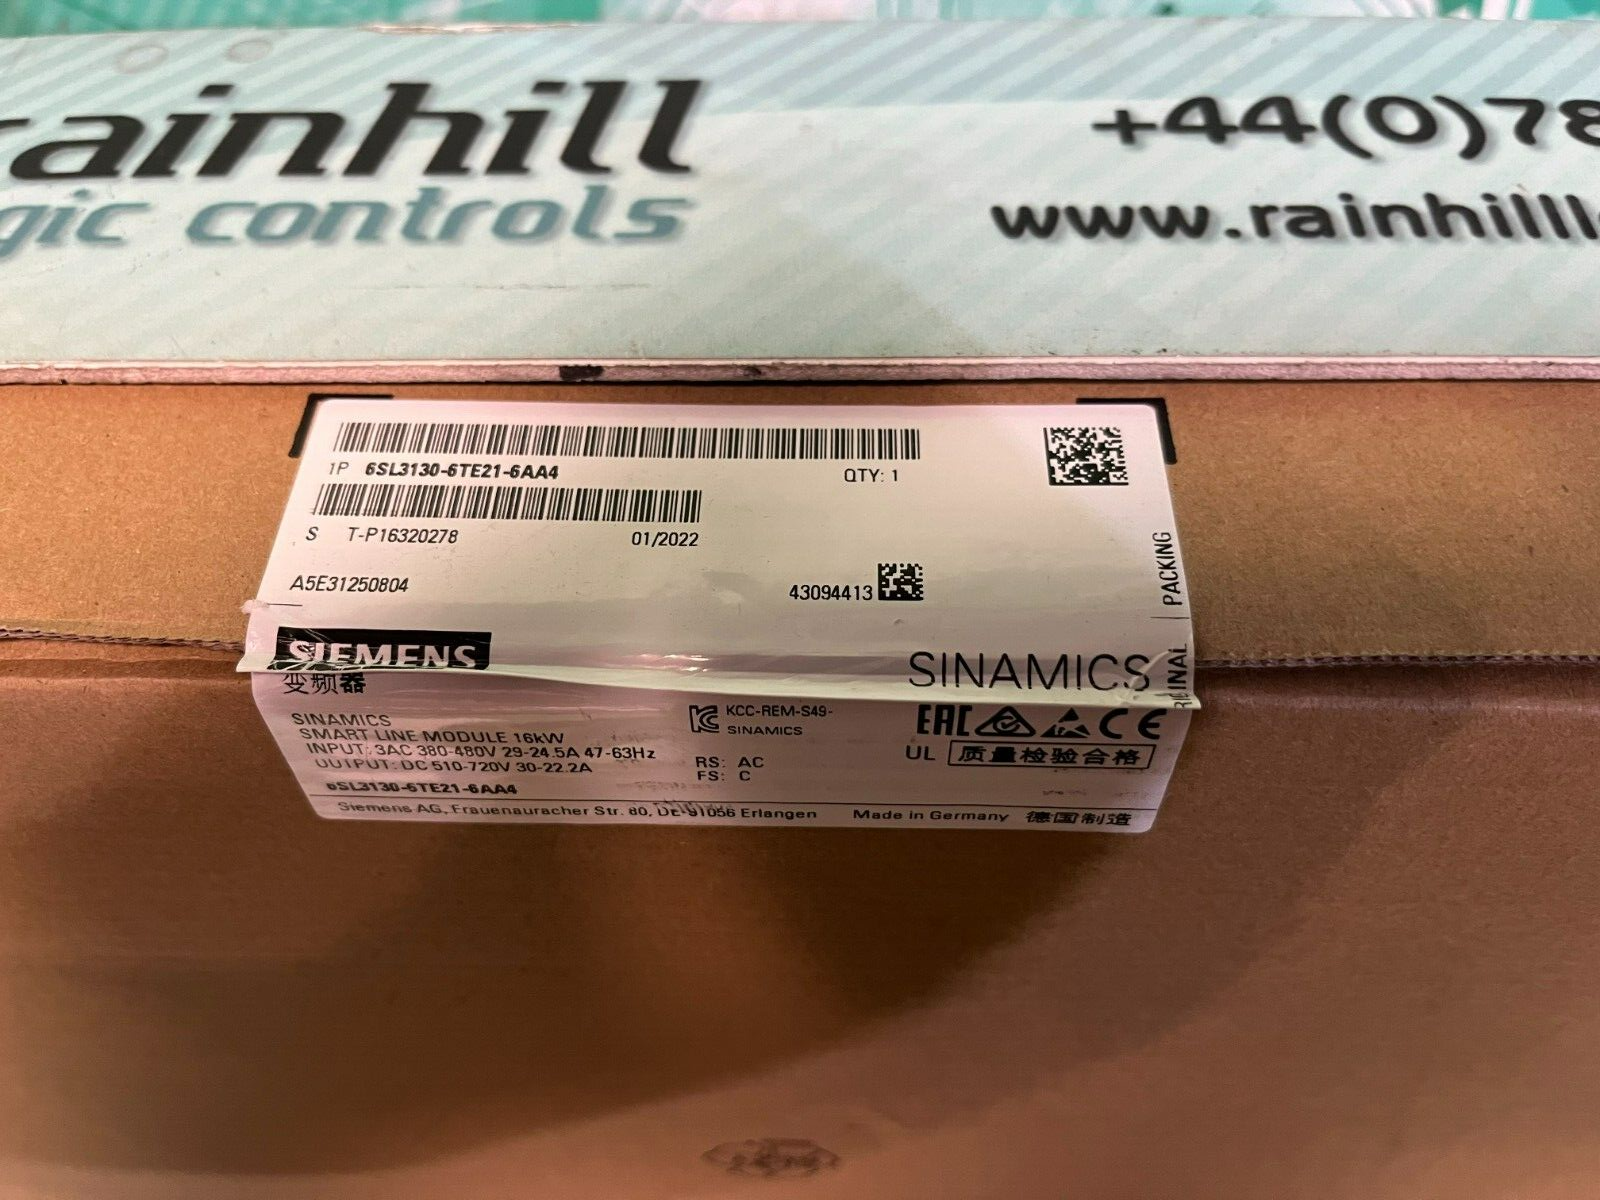 rainhill
gic controls
+44(0)78
www.rainhilll
1P 6SL3130-6TE21-6AA4
QTY: 1
S T-P16320278
01/2022
A5E31250804
43094413
PACKING
SIEMENS
SINAMICS
变频器
SINAMICS
SMART LINE MODULE 16kW
INPUT: 3AC 380-480V 29-24.5A 47-63Hz
OUTPUT: DC 510-720V 30-22.2A
6SL3130-6TE21-6AA4
KCC-REM-S49-
SINAMICS
RS: AC
FS: C
EAC CE
UL 质量检验合格
Siemens AG, Frauenauracher Str. 80, DE-91056 Erlangen
Made in Germany 德国制造